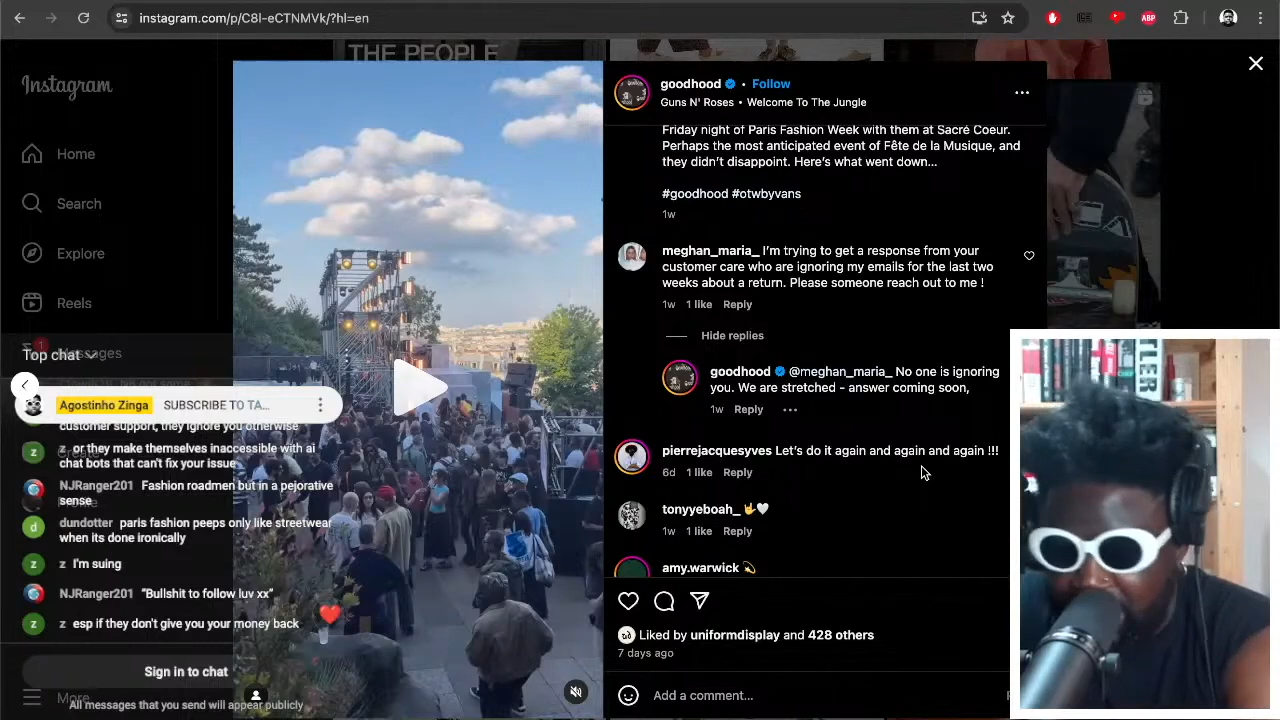 instagram.com/p/C8I-eCTNMVk/?hl=en
ABP
THE PEOPLE
Instagram
Home
Search
Explore
Reels
Messages
1
More
goodhood • Follow
Guns N' Roses • Welcome To The Jungle
Friday night of Paris Fashion Week with them at Sacré Coeur.
Perhaps the most anticipated event of Fête de la Musique, and
they didn't disappoint. Here's what went down...
#goodhood #otwbyvans
1w
meghan_maria_ I'm trying to get a response from your
customer care who are ignoring my emails for the last two
weeks about a return. Please someone reach out to me !
1w 1 like Reply
Hide replies
goodhood @meghan_maria_ No one is ignoring
you. We are stretched - answer coming soon,
1w Reply
pierrejacquesyves Let's do it again and again and again !!!
6d 1 like Reply
tonyyeboah_ 🤟🤍
1w 1 like Reply
amy.warwick 💫
Liked by uniformdisplay and 428 others
7 days ago
Add a comment...
Top chat
Agostinho Zinga SUBSCRIBE TO TA...
customer support, they ignore you otherwise
z or they make themselves inaccessible with ai
chat bots that can't fix your issue
NJRanger201 Fashion roadmen but in a pejorative
sense
dundotter paris fashion peeps only like streetwear
when its done ironically
z I'm suing
NJRanger201 "Bullshit to follow luv xx"
z esp if they don't give you your money back
Sign in to chat
All messages that you send will appear publicly